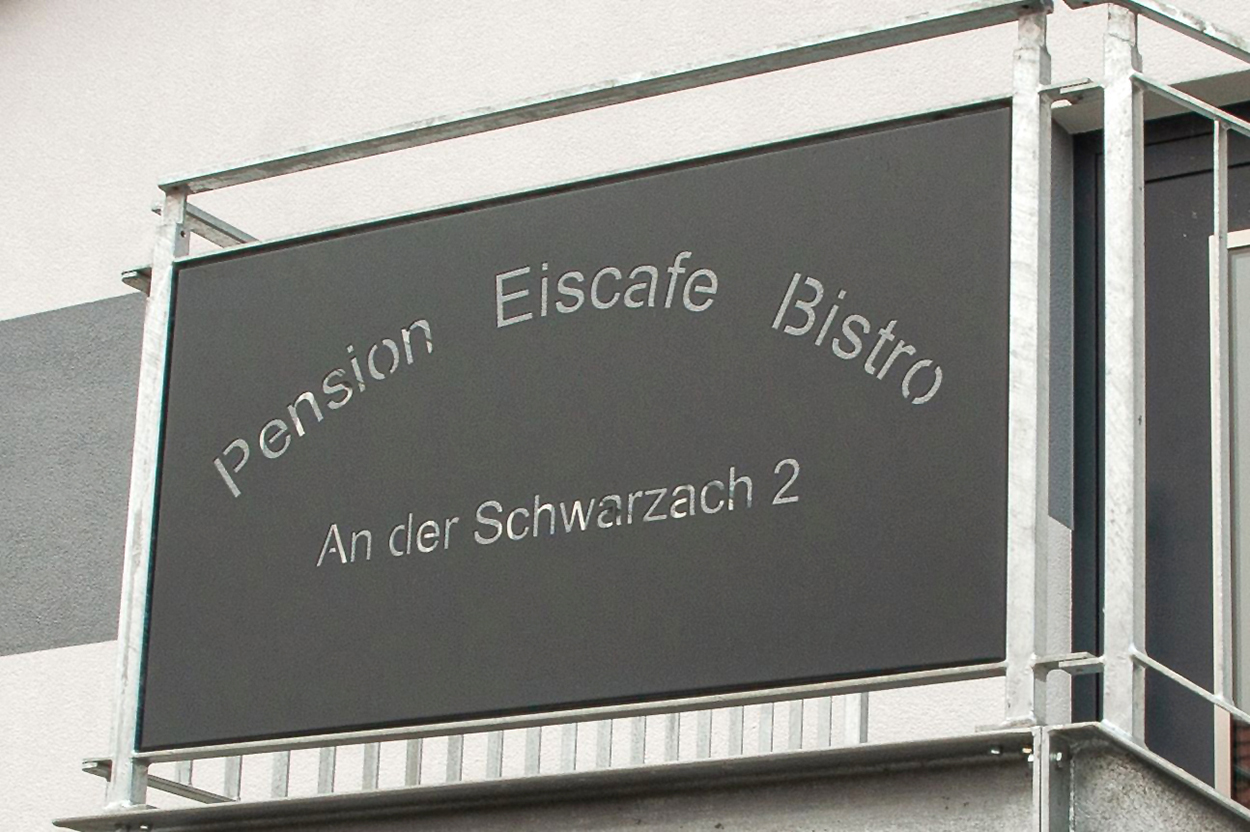 Pension Eiscafe Bistro
An der Schwarzach 2